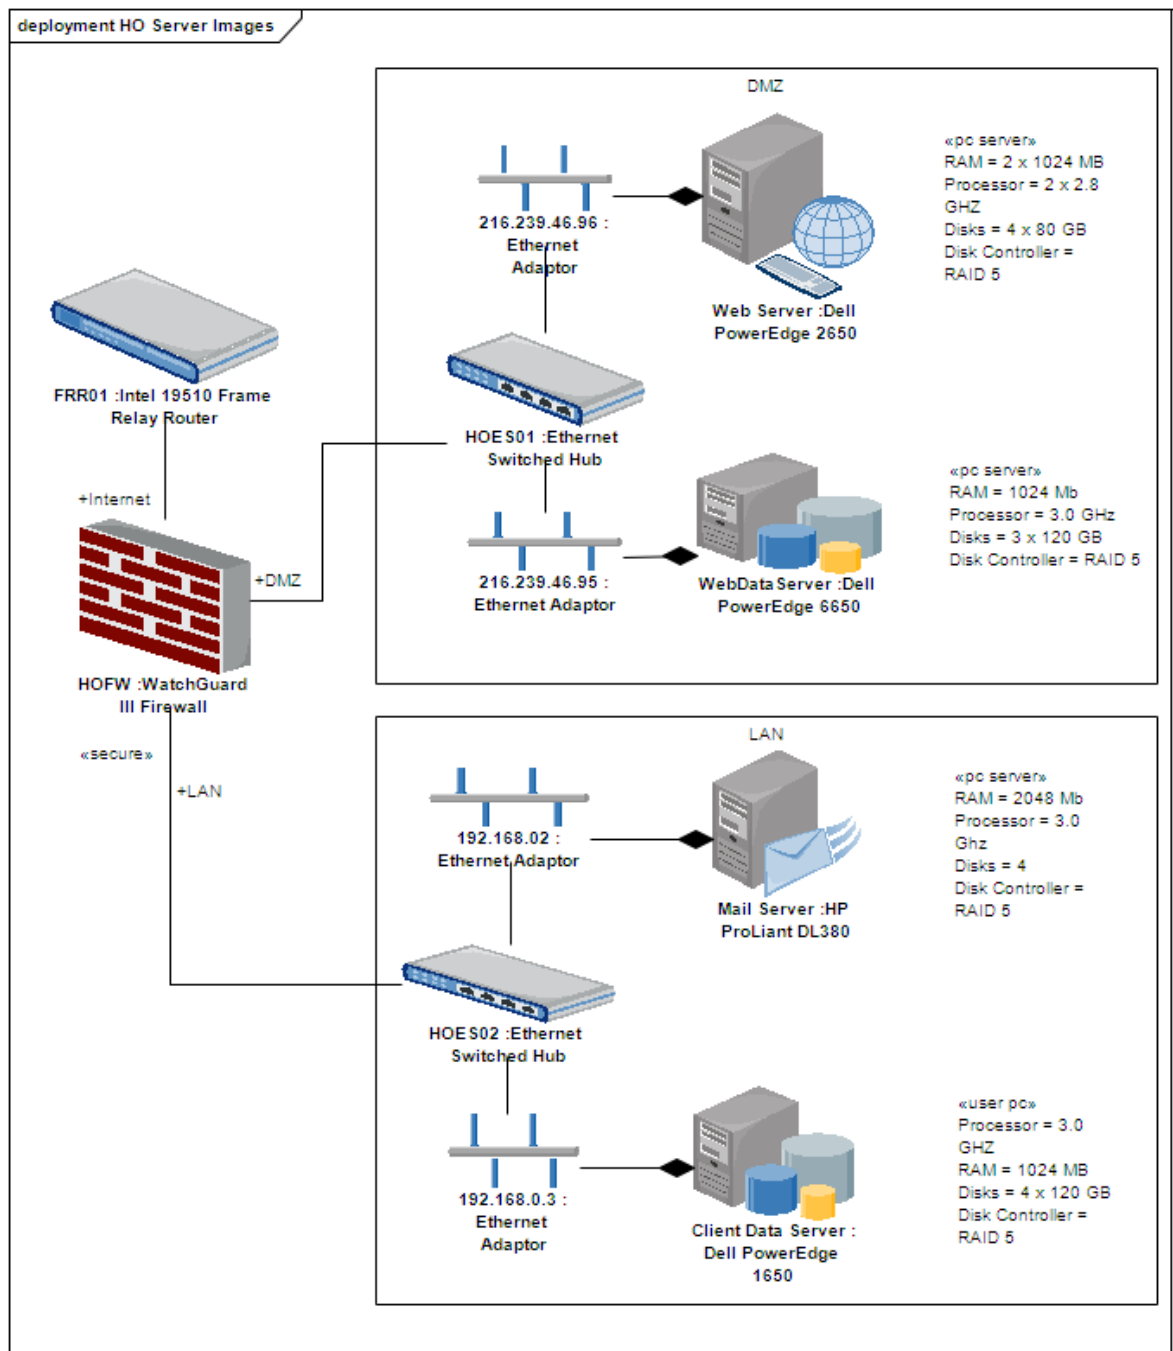 deployment HO Server Images
DMZ
216.239.46.96 :
Ethernet
Adaptor
Web Server :Dell
PowerEdge 2650
«pc server»
RAM = 2 x 1024 MB
Processor = 2 x 2.8
GHZ
Disks = 4 x 80 GB
Disk Controller =
RAID 5
FRR01 :Intel 19510 Frame
Relay Router
HOES01 :Ethernet
Switched Hub
+Internet
+DMZ
HOFW :WatchGuard
III Firewall
216.239.46.95 :
Ethernet Adaptor
WebDataServer :Dell
PowerEdge 6650
«pc server»
RAM = 1024 Mb
Processor = 3.0 GHz
Disks = 3 x 120 GB
Disk Controller = RAID 5
«secure»
+LAN
LAN
192.168.02 :
Ethernet Adaptor
Mail Server :HP
ProLiant DL380
«pc server»
RAM = 2048 Mb
Processor = 3.0
Ghz
Disks = 4
Disk Controller =
RAID 5
HOES02 :Ethernet
Switched Hub
192.168.0.3 :
Ethernet
Adaptor
Client Data Server :
Dell PowerEdge
1650
«user pc»
Processor = 3.0
GHZ
RAM = 1024 MB
Disks = 4 x 120 GB
Disk Controller =
RAID 5